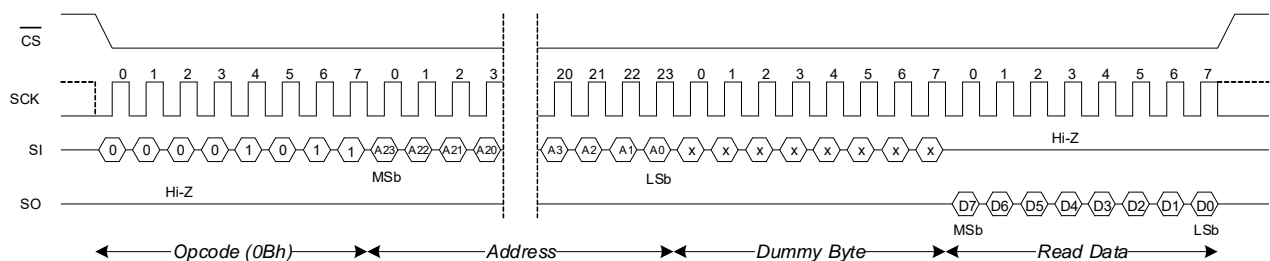 CS
0 1 2 3 4 5 6 7 0 1 2 3 20 21 22 23 0 1 2 3 4 5 6 7 0 1 2 3 4 5 6 7
SCK
Hi-Z
SI 0 0 0 0 1 0 1 1 A23 A22 A21 A20 A3 A2 A1 A0 X X X X X X X X
MSb LSb
Hi-Z
SO D7 D6 D5 D4 D3 D2 D1 D0
MSb LSb
Opcode (0Bh) Address Dummy Byte Read Data